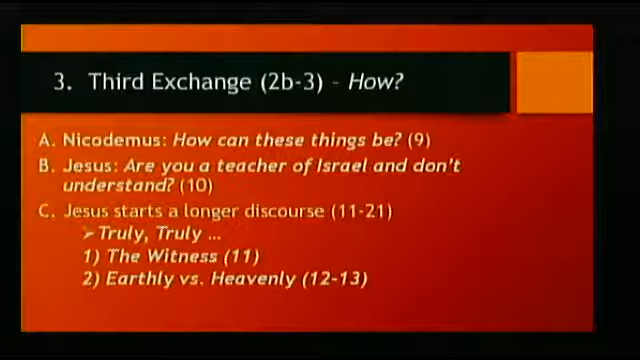 3. Third Exchange (2b-3) - How?
A. Nicodemus: How can these things be? (9)
B. Jesus: Are you a teacher of Israel and don't
understand? (10)
C. Jesus starts a longer discourse (11-21)
➢Truly, Truly …
1) The Witness (11)
2) Earthly vs. Heavenly (12-13)